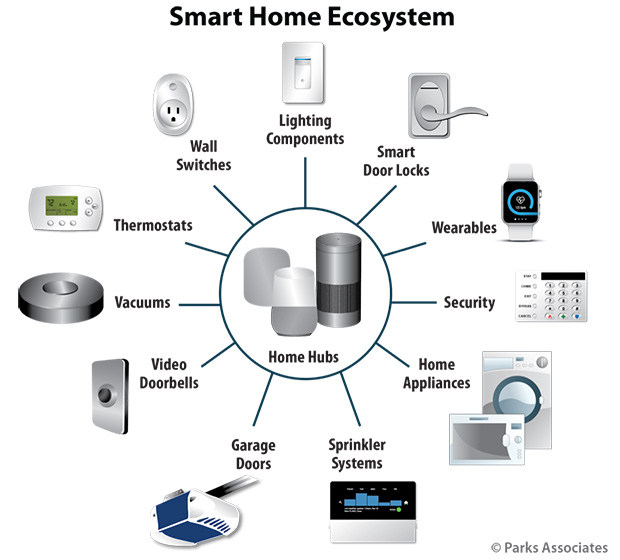 Smart Home Ecosystem
Lighting
Components
Wall
Switches
Smart
Door Locks
Thermostats
Wearables
Vacuums
Security
Home Hubs
Video
Doorbells
Home
Appliances
Garage
Doors
Sprinkler
Systems
STAY
EXIT
BYPASS
CANCEL
© Parks Associates